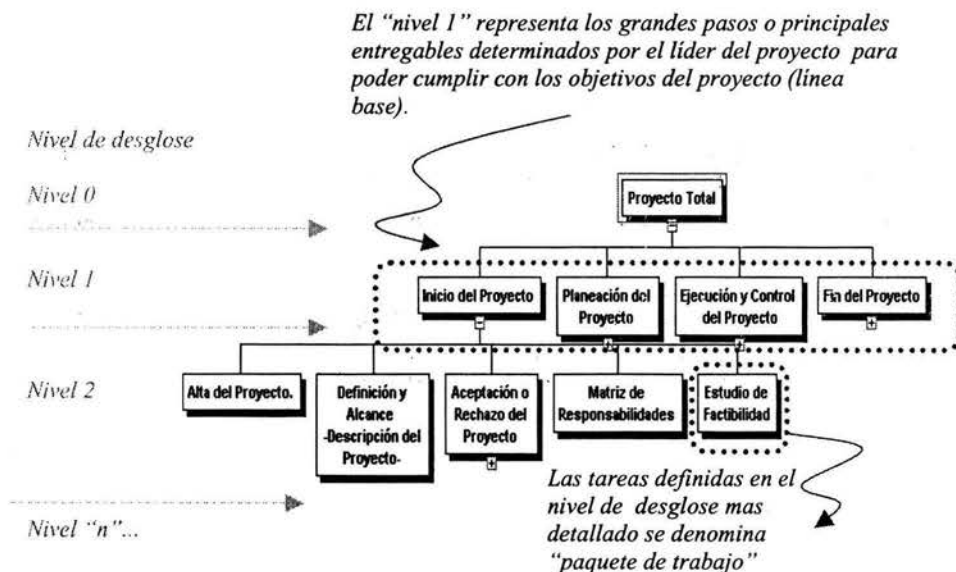 El “nivel 1” representa los grandes pasos o principales
entregables determinados por el líder del proyecto para
poder cumplir con los objetivos del proyecto (línea
base).
Nivel de desglose
Nivel 0
Proyecto Total
Nivel 1
Inicio del Proyecto
Planeación del
Proyecto
Ejecución y Control
del Proyecto
Fin del Proyecto
Nivel 2
Alta del Proyecto.
Definición y
Alcance
-Descripción del
Proyecto-
Aceptación o
Rechazo del
Proyecto
Matriz de
Responsabilidades
Estudio de
Factibilidad
Las tareas definidas en el
nivel de desglose mas
detallado se denomina
“paquete de trabajo”
Nivel “n”...